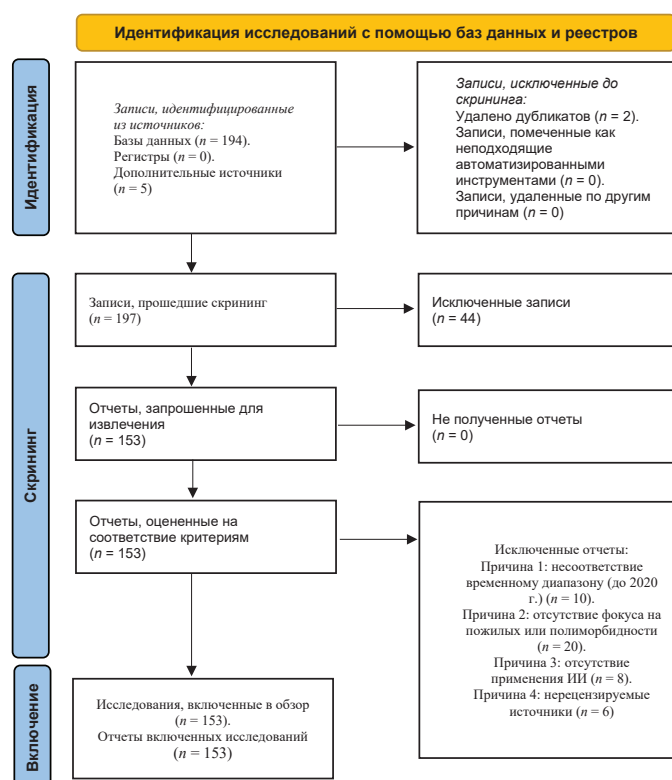 Идентификация исследований с помощью баз данных и реестров
Идентификация
Записи, идентифицированные
из источников:
Базы данных (n = 194).
Регистры (n = 0).
Дополнительные источники
(n = 5)
Записи, исключенные до
скрининга:
Удалено дубликатов (n = 2).
Записи, помеченные как
неподходящие
автоматизированными
инструментами (n = 0).
Записи, удаленные по другим
причинам (n = 0)
Скрининг
Записи, прошедшие скрининг
(n = 197)
Исключенные записи
(n = 44)
Отчеты, запрошенные для
извлечения
(n = 153)
Не полученные отчеты
(n = 0)
Отчеты, оцененные на
соответствие критериям
(n = 153)
Исключенные отчеты:
Причина 1: несоответствие
временному диапазону (до 2020
г.) (n = 10).
Причина 2: отсутствие фокуса на
пожилых или полиморбидности
(n = 20).
Причина 3: отсутствие
применения ИИ (n = 8).
Причина 4: нерецензируемые
источники (n = 6)
Включение
Исследования, включенные в обзор
(n = 153).
Отчеты включенных исследований
(n = 153)